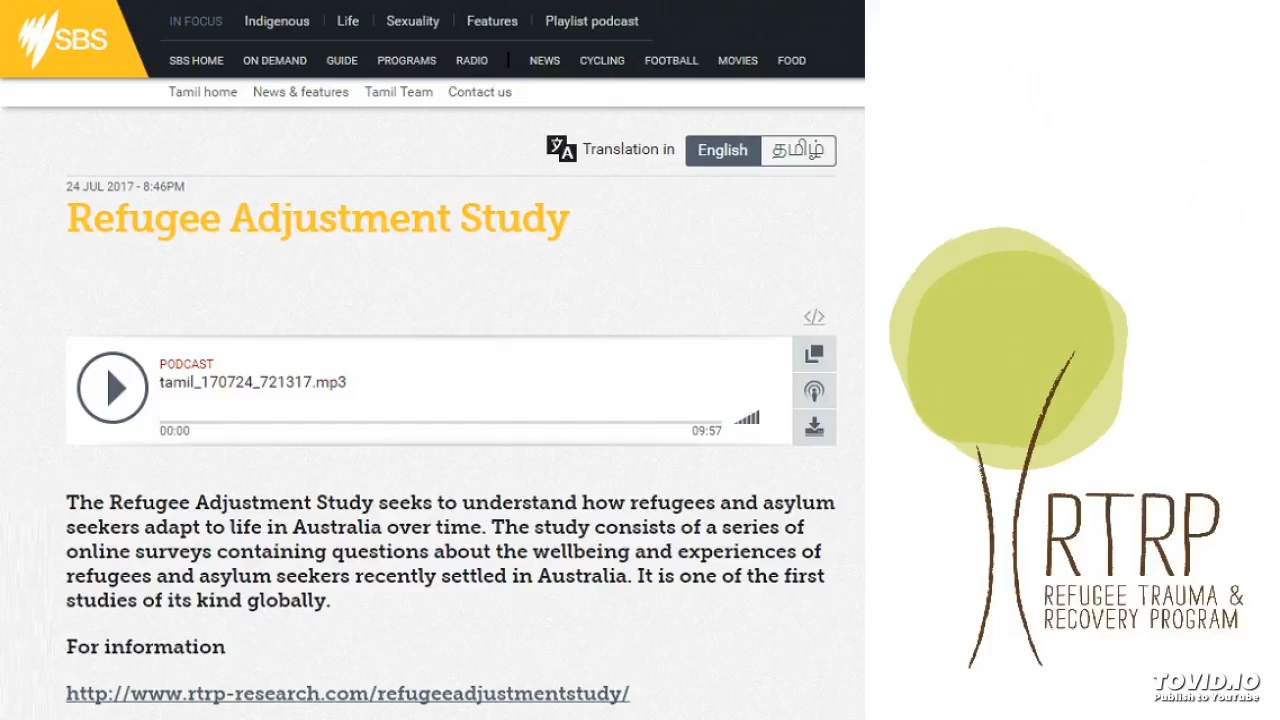 SBS
IN FOCUS Indigenous Life Sexuality Features Playlist podcast
SBS HOME ON DEMAND GUIDE PROGRAMS RADIO NEWS CYCLING FOOTBALL MOVIES FOOD
Tamil home News & features Tamil Team Contact us
Translation in English தமிழ்
24 JUL 2017 - 8:46PM
Refugee Adjustment Study
</>
PODCAST
tamil_170724_721317.mp3
00:00 09:57
The Refugee Adjustment Study seeks to understand how refugees and asylum
seekers adapt to life in Australia over time. The study consists of a series of
online surveys containing questions about the wellbeing and experiences of
refugees and asylum seekers recently settled in Australia. It is one of the first
studies of its kind globally.
For information
http://www.rtrp-research.com/refugeeadjustmentstudy/
RTRP
REFUGEE TRAUMA &
RECOVERY PROGRAM
TOVID.IO
Publish to YouTube